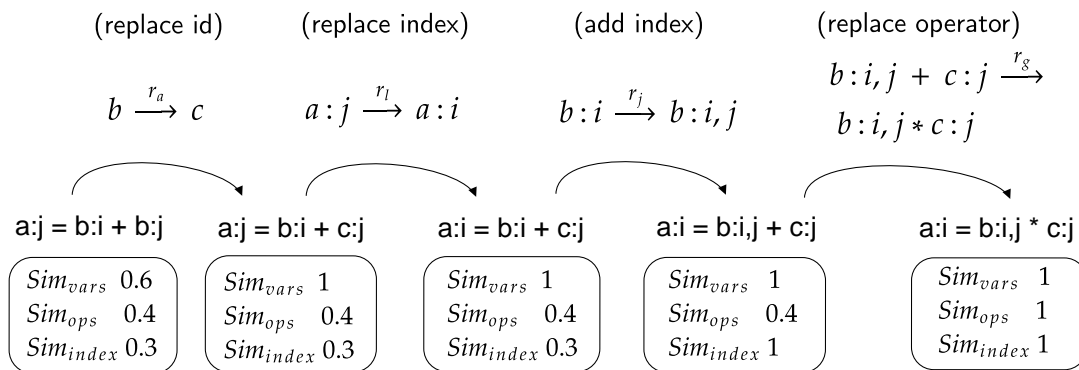 (replace id) (replace index) (add index) (replace operator)
b —r_a→ c
a : j —r_l→ a : i
b : i —r_j→ b : i, j
b : i, j + c : j —r_g→
b : i, j * c : j
a:j = b:i + b:j
a:j = b:i + c:j
a:i = b:i + c:j
a:i = b:i,j + c:j
a:i = b:i,j * c:j
Sim_vars 0.6
Sim_ops 0.4
Sim_index 0.3
Sim_vars 1
Sim_ops 0.4
Sim_index 0.3
Sim_vars 1
Sim_ops 0.4
Sim_index 0.3
Sim_vars 1
Sim_ops 0.4
Sim_index 1
Sim_vars 1
Sim_ops 1
Sim_index 1